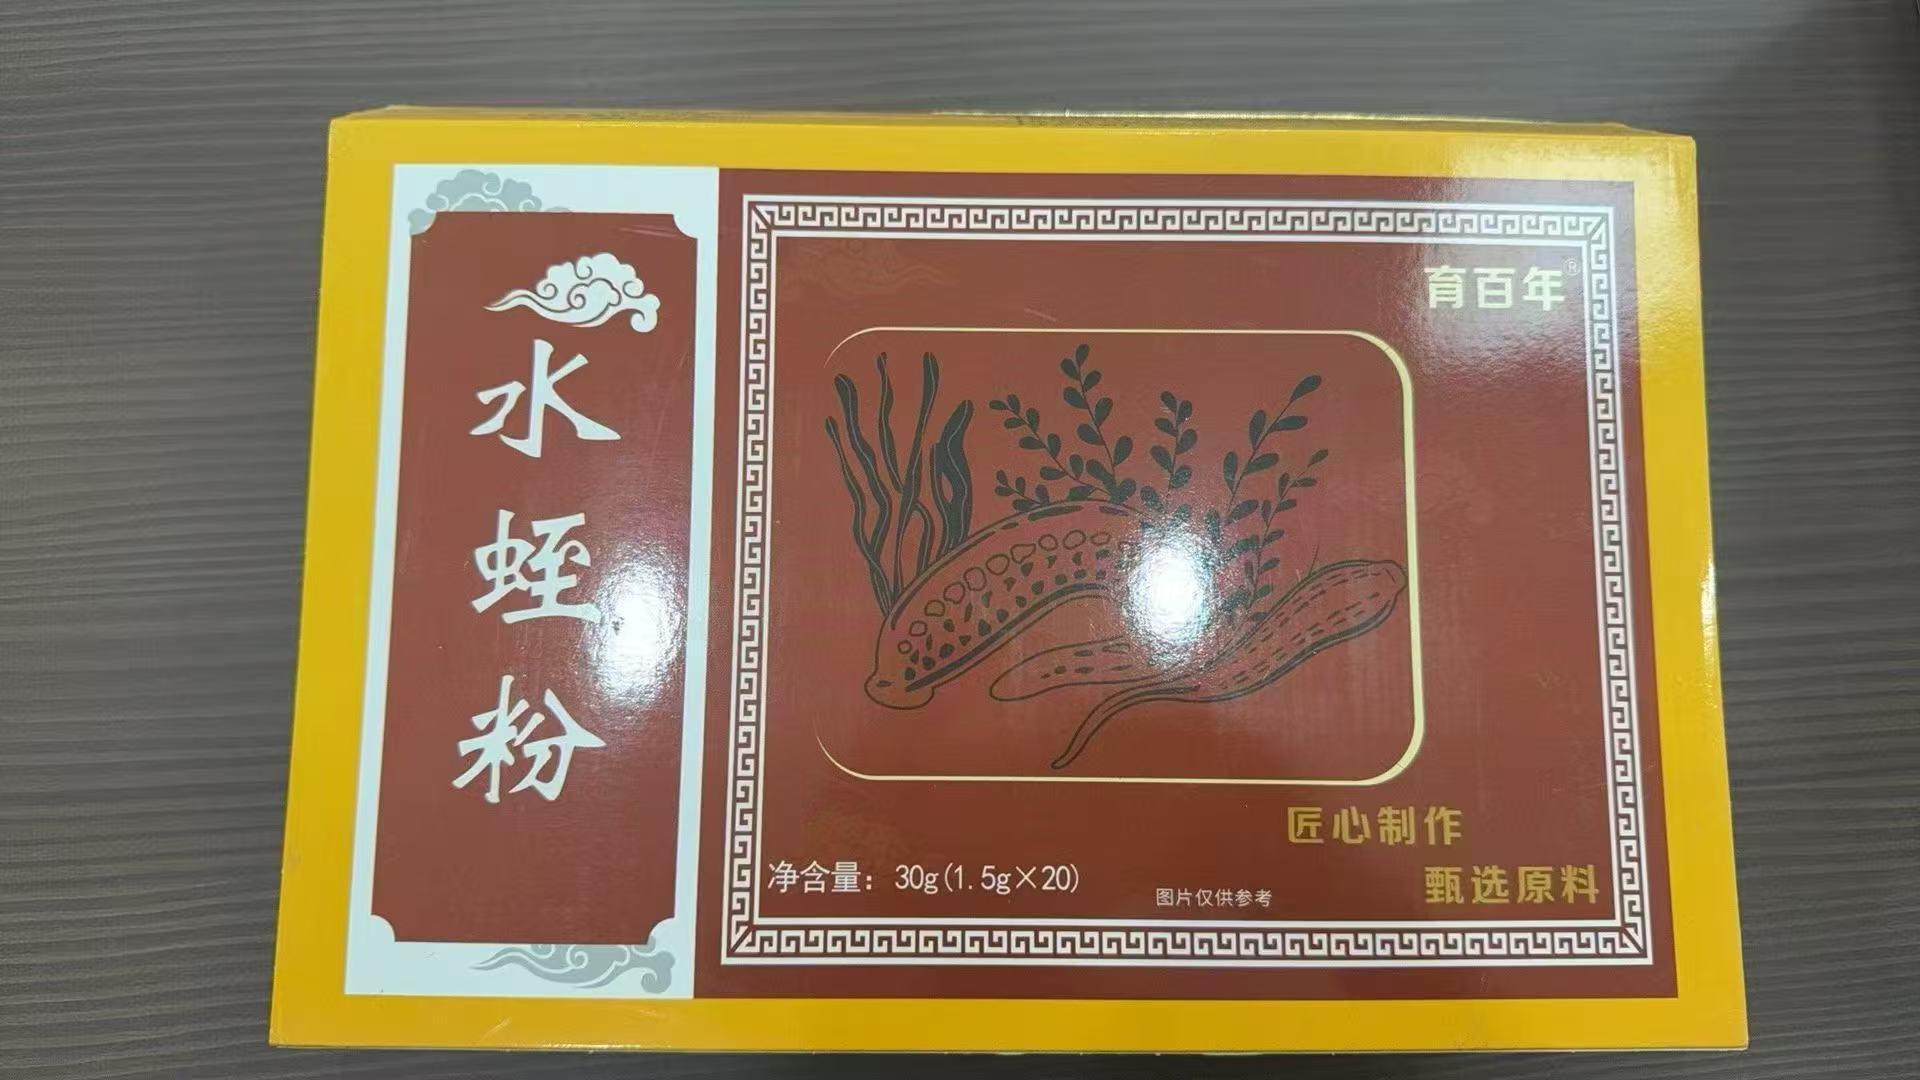 水蛭粉
育百年®
匠心制作
甄选原料
净含量：30g(1.5g×20)
图片仅供参考